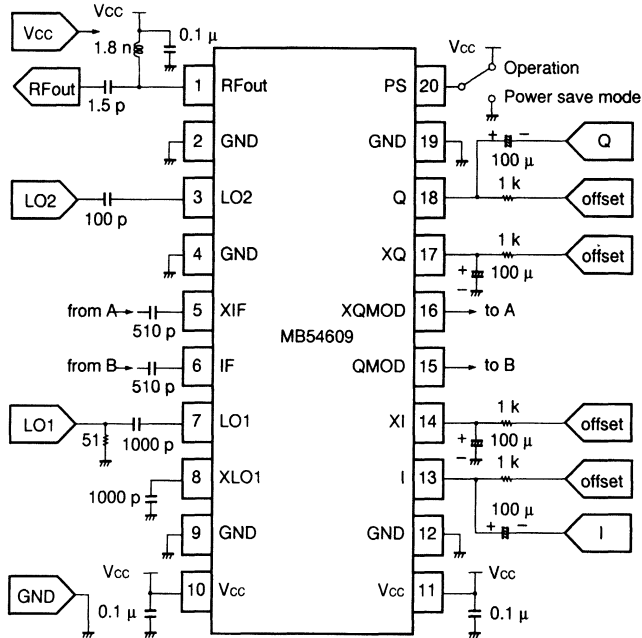 Vcc
Vcc
1.8 n
0.1 µ
RFout
1.5 p
1 RFout
PS 20
Vcc
Operation
Power save mode
2 GND
GND 19
+ −
100 µ
Q
LO2
100 p
3 LO2
Q 18
1 k
offset
4 GND
XQ 17
1 k
offset
+
−
100 µ
from A
510 p
5 XIF
XQMOD 16
to A
MB54609
from B
510 p
6 IF
QMOD 15
to B
LO1
51
1000 p
7 LO1
XI 14
1 k
offset
+
−
100 µ
1000 p
8 XLO1
I 13
1 k
offset
9 GND
GND 12
100 µ
+ −
I
GND
Vcc
0.1 µ
10 Vcc
Vcc 11
Vcc
0.1 µ